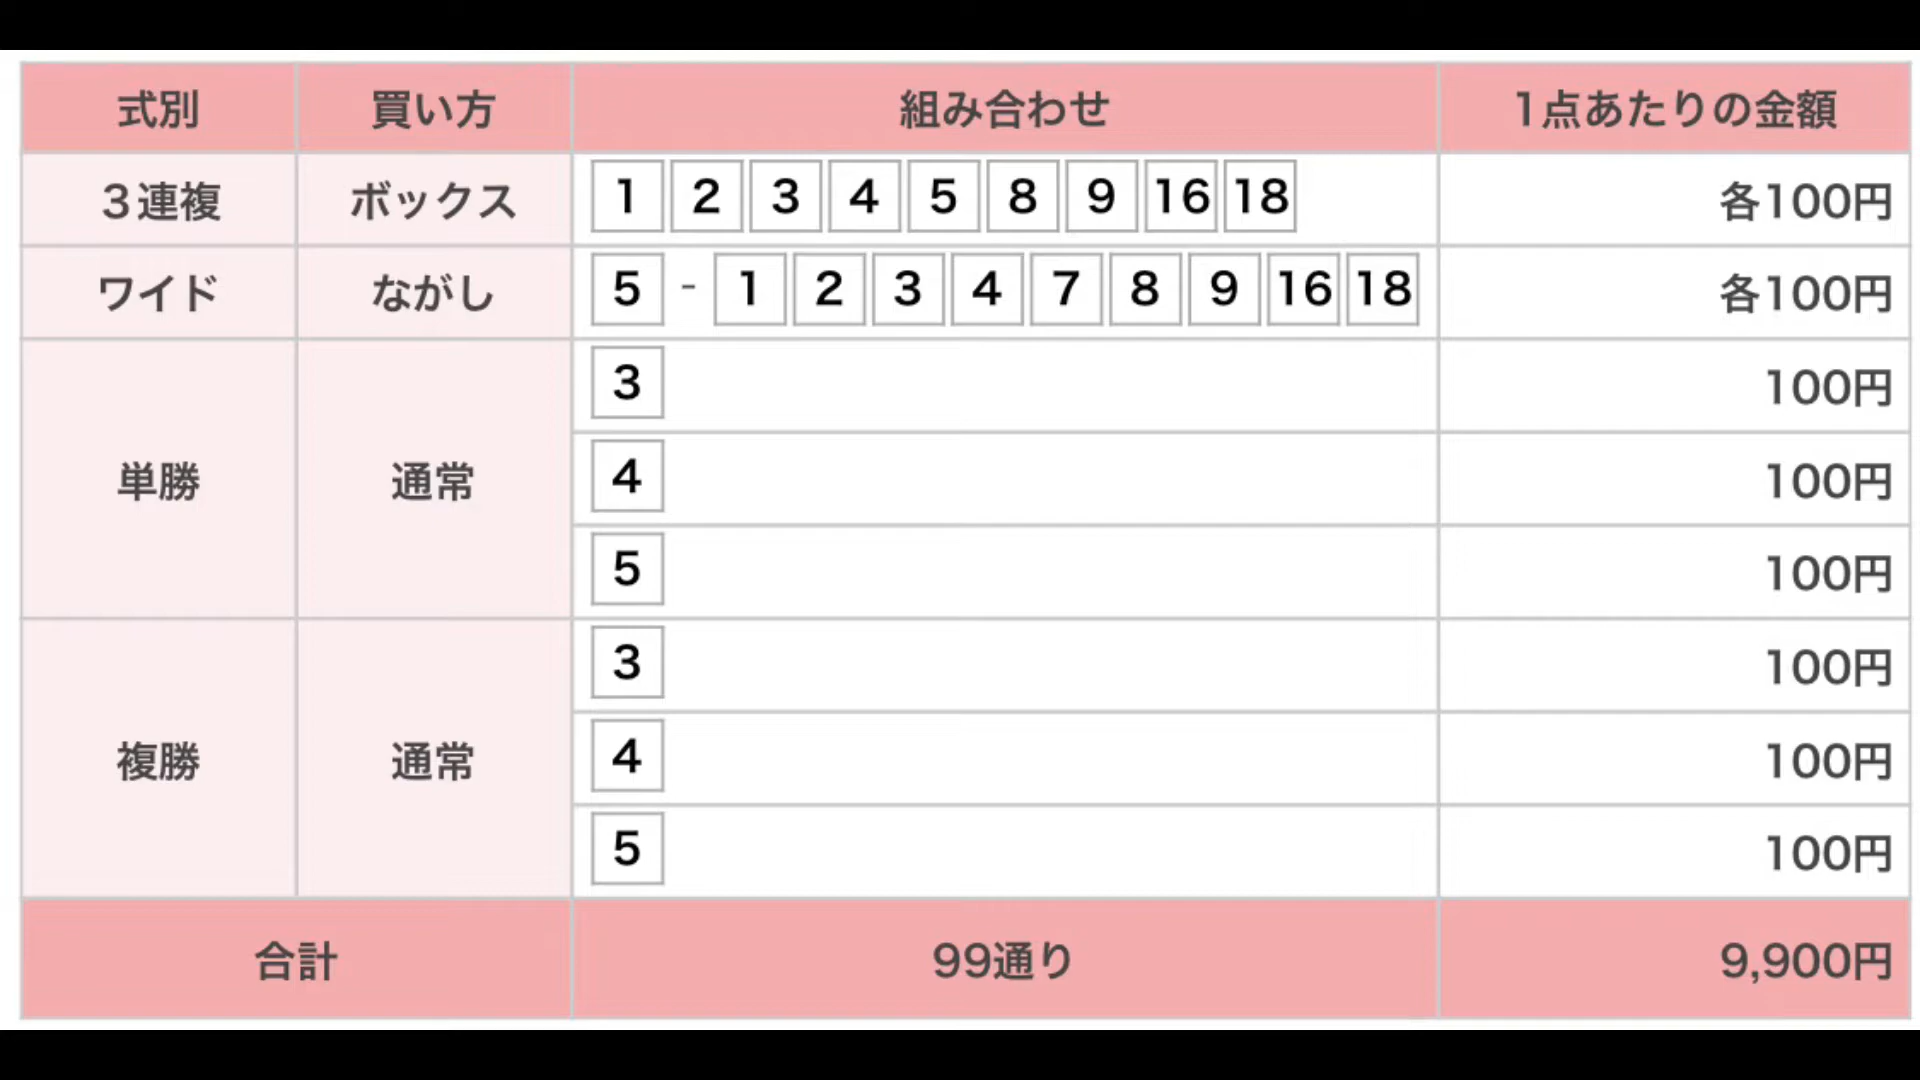 式別 買い方 組み合わせ 1点あたりの金額
3連複 ボックス 1 2 3 4 5 8 9 16 18 各100円
ワイド ながし 5 - 1 2 3 4 7 8 9 16 18 各100円
単勝 通常 3 100円
4 100円
5 100円
複勝 通常 3 100円
4 100円
5 100円
合計 99通り 9,900円